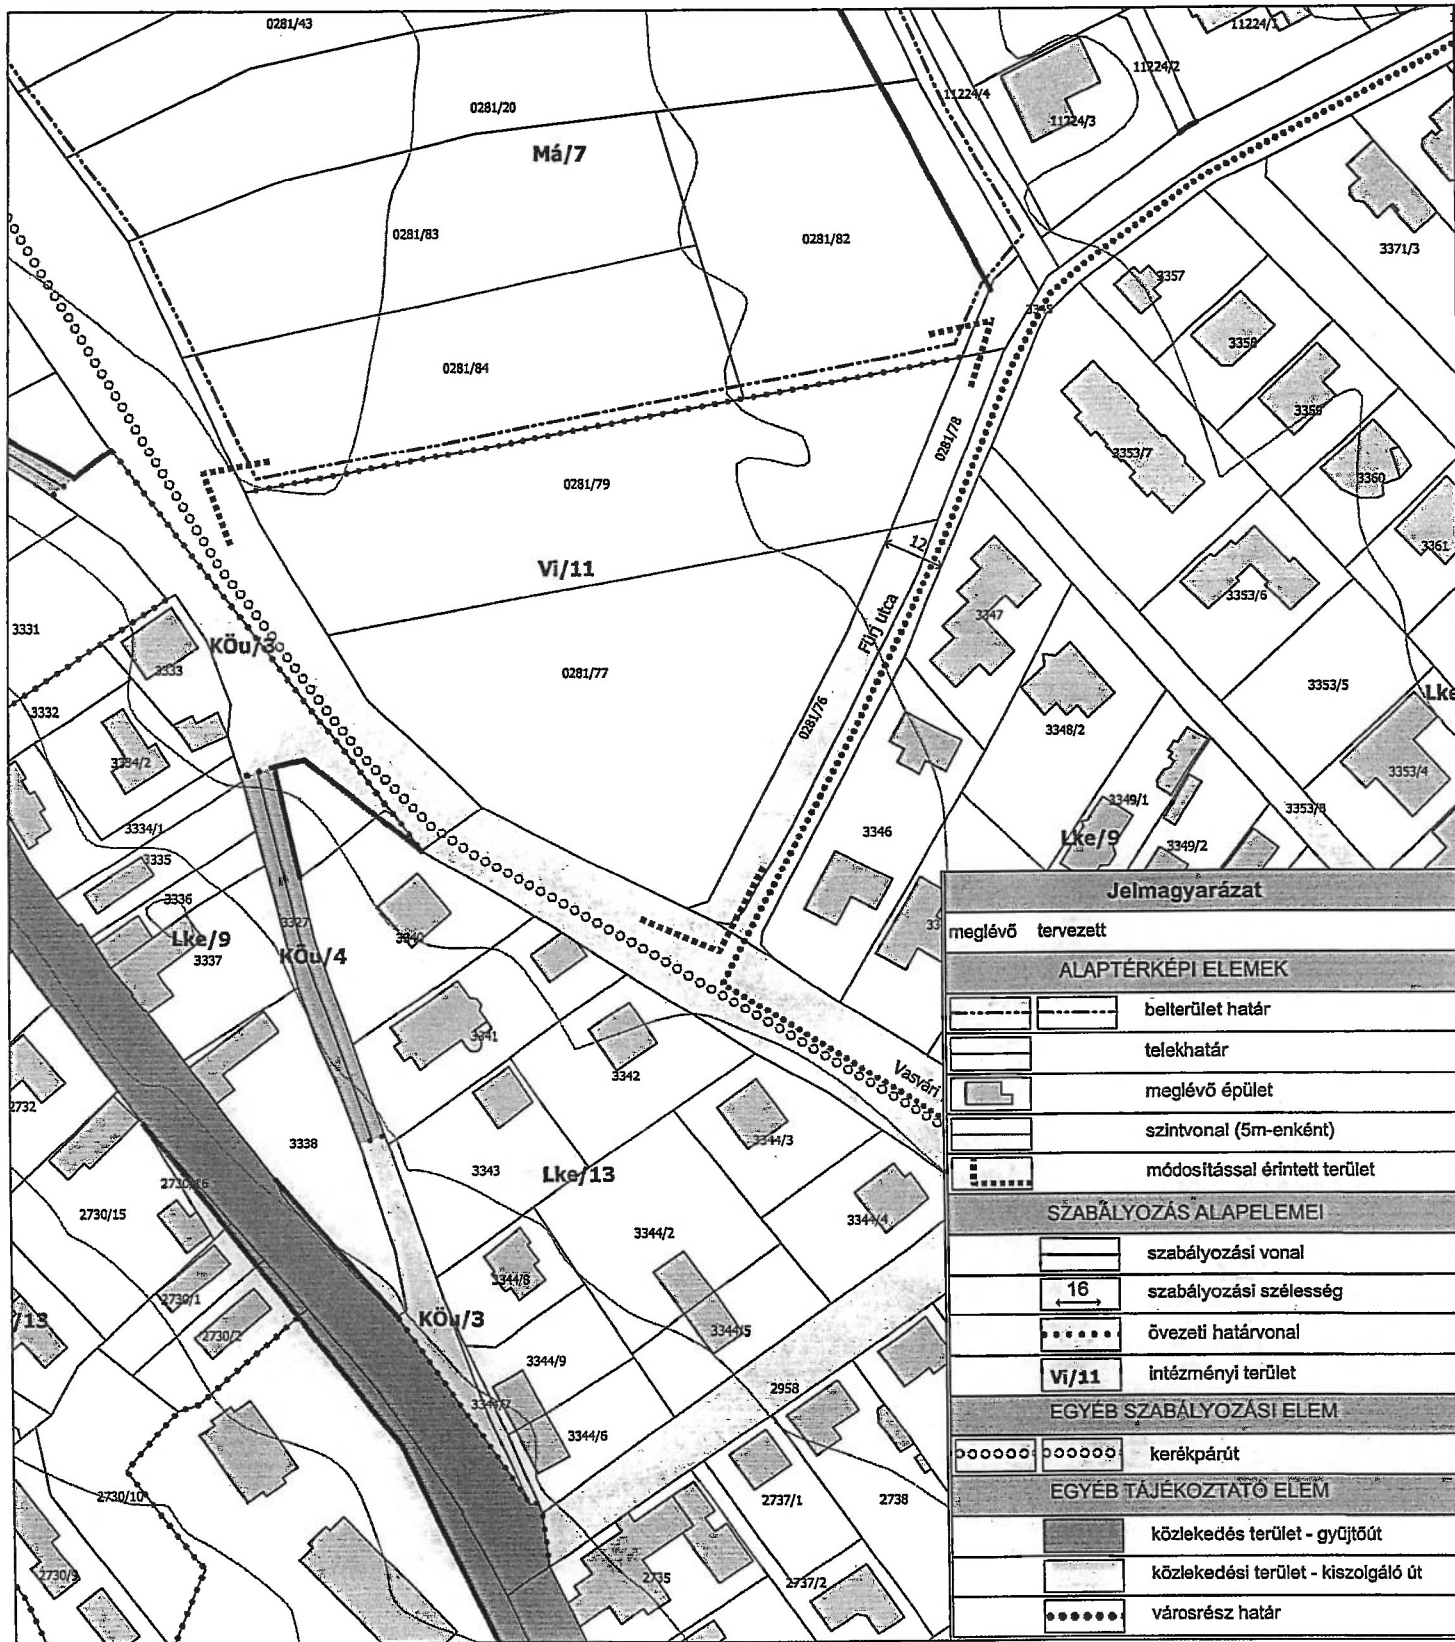 0281/43
11224/1
11224/2
0281/20
11224/4
11224/3
Má/7
0281/83
0281/82
3371/3
3357
3345
3358
0281/84
3359
0281/78
3353/7
3360
0281/79
3361
12
Vi/11
3353/6
Fürj utca
3347
3331
KÖu/3
3333
0281/77
3353/5
Lke
3332
0281/76
3348/2
3334/2
3353/4
3349/1
3353/8
3334/1
3346
Lke/9
3349/2
3335
3336
3327
Lke/9
3340
3337
KÖu/4
3341
3342
Vasvári
2732
3344/3
3338
3343
Lke/13
2730/16
2730/15
3344/2
3344/4
3344/8
2730/1
/13
KÖu/3
2730/2
3344/5
3344/9
2958
3344/7
3344/6
2730/10
2737/1
2738
2730/9
2735
2737/2
Jelmagyarázat
meglévő tervezett
ALAPTÉRKÉPI ELEMEK
belterület határ
telekhatár
meglévő épület
szintvonal (5m-enként)
módosítással érintett terület
SZABÁLYOZÁS ALAPELEMEI
szabályozási vonal
16 szabályozási szélesség
övezeti határvonal
Vi/11 intézményi terület
EGYÉB SZABÁLYOZÁSI ELEM
kerékpárút
EGYÉB TÁJÉKOZTATÓ ELEM
közlekedés terület - gyűjtőút
közlekedési terület - kiszolgáló út
városrész határ